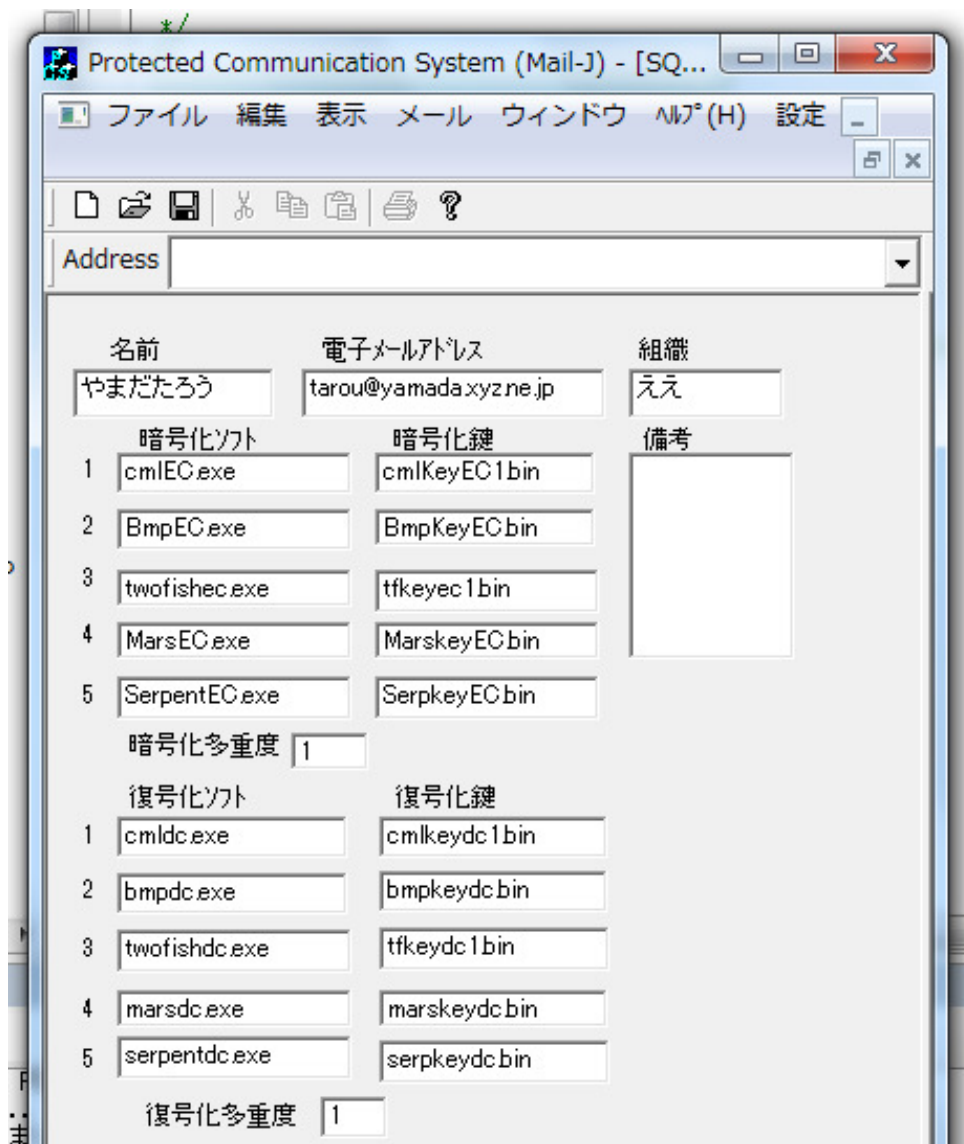 */
Protected Communication System (Mail-J) - [SQ...
ファイル 編集 表示 メール ウィンドウ ﾍﾙﾌﾟ(H) 設定
Address
名前 電子ﾒｰﾙｱﾄﾞﾚｽ 組織
やまだたろう tarou@yamada.xyz.ne.jp ええ
暗号化ｿﾌﾄ 暗号化鍵 備考
1 cmlEC.exe cmlKeyEC1.bin
2 BmpEC.exe BmpKeyEC.bin
3 twofishec.exe tfkeyec1.bin
4 MarsEC.exe MarskeyEC.bin
5 SerpentEC.exe SerpkeyEC.bin
暗号化多重度 1
復号化ｿﾌﾄ 復号化鍵
1 cmldc.exe cmlkeydc1.bin
2 bmpdc.exe bmpkeydc.bin
3 twofishdc.exe tfkeydc1.bin
4 marsdc.exe marskeydc.bin
5 serpentdc.exe serpkeydc.bin
復号化多重度 1